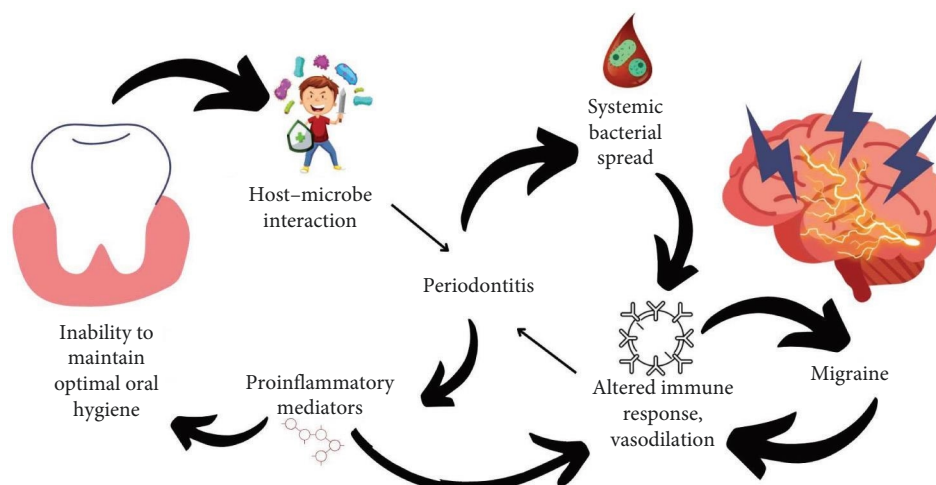 Systemic
bacterial
spread
Host–microbe
interaction
Periodontitis
Inability to
maintain
optimal oral
hygiene
Proinflammatory
mediators
Altered immune
response,
vasodilation
Migraine